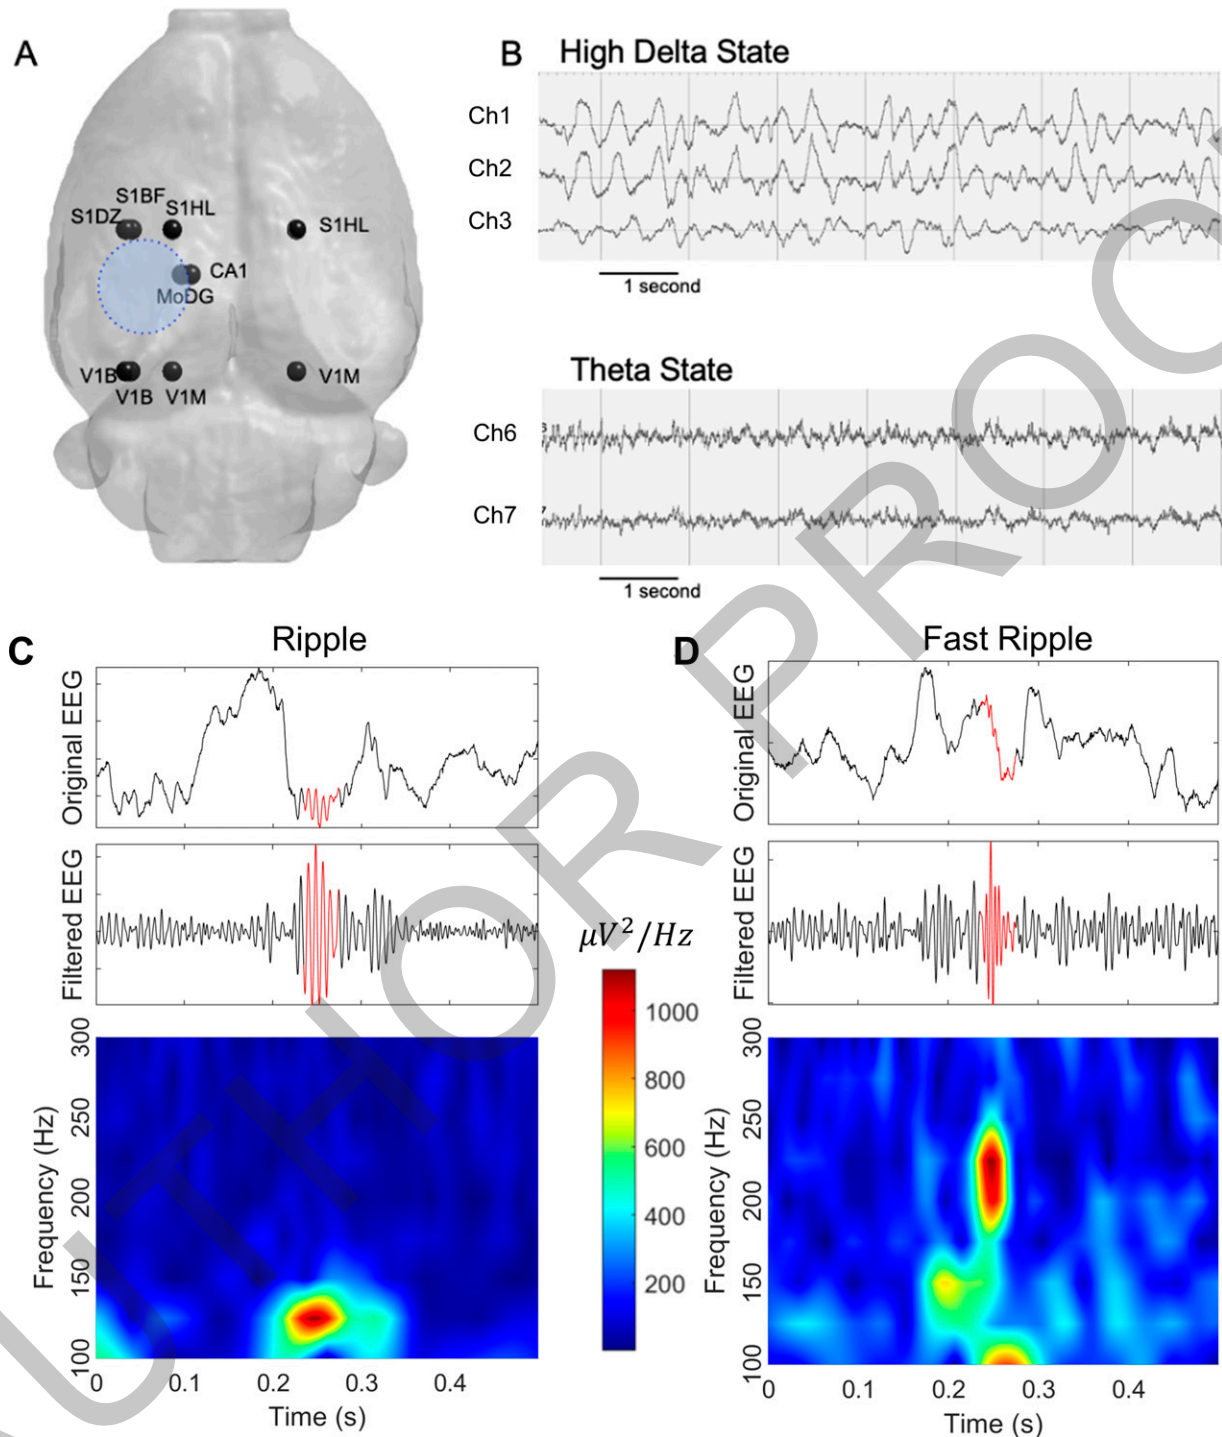 A
S1BF
S1DZ
S1HL
S1HL
CA1
MoDG
V1B
V1B
V1M
V1M
B
High Delta State
Ch1
Ch2
Ch3
1 second
Theta State
Ch6
Ch7
1 second
C
Ripple
Original EEG
Filtered EEG
Frequency (Hz)
300
250
200
150
100
0 0.1 0.2 0.3 0.4
Time (s)
μV²/Hz
1000
800
600
400
200
D
Fast Ripple
Original EEG
Filtered EEG
Frequency (Hz)
300
250
200
150
100
0 0.1 0.2 0.3 0.4
Time (s)
UTHOR PROO